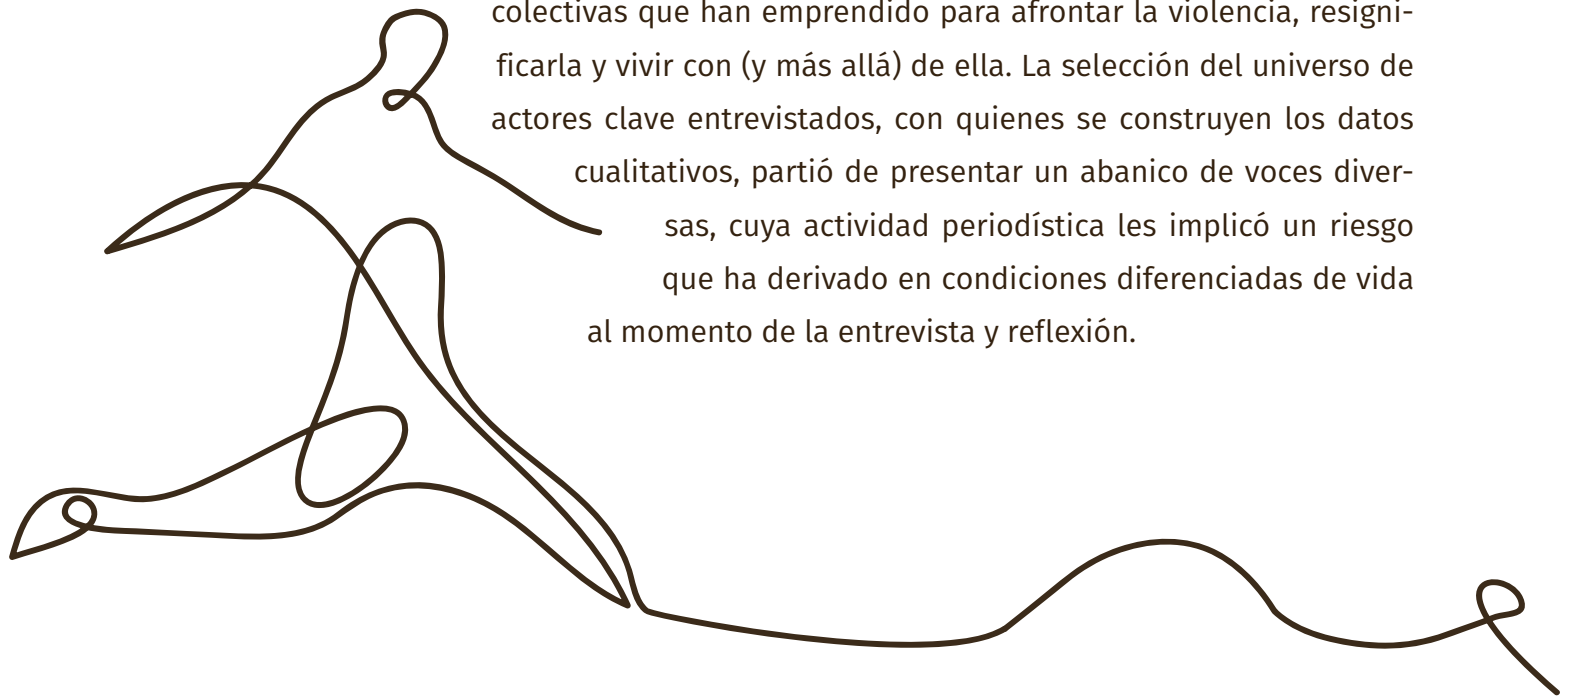 colectivas que han emprendido para afrontar la violencia, resigni-
ficarla y vivir con (y más allá) de ella. La selección del universo de
actores clave entrevistados, con quienes se construyen los datos
cualitativos, partió de presentar un abanico de voces diver-
sas, cuya actividad periodística les implicó un riesgo
que ha derivado en condiciones diferenciadas de vida
al momento de la entrevista y reflexión.